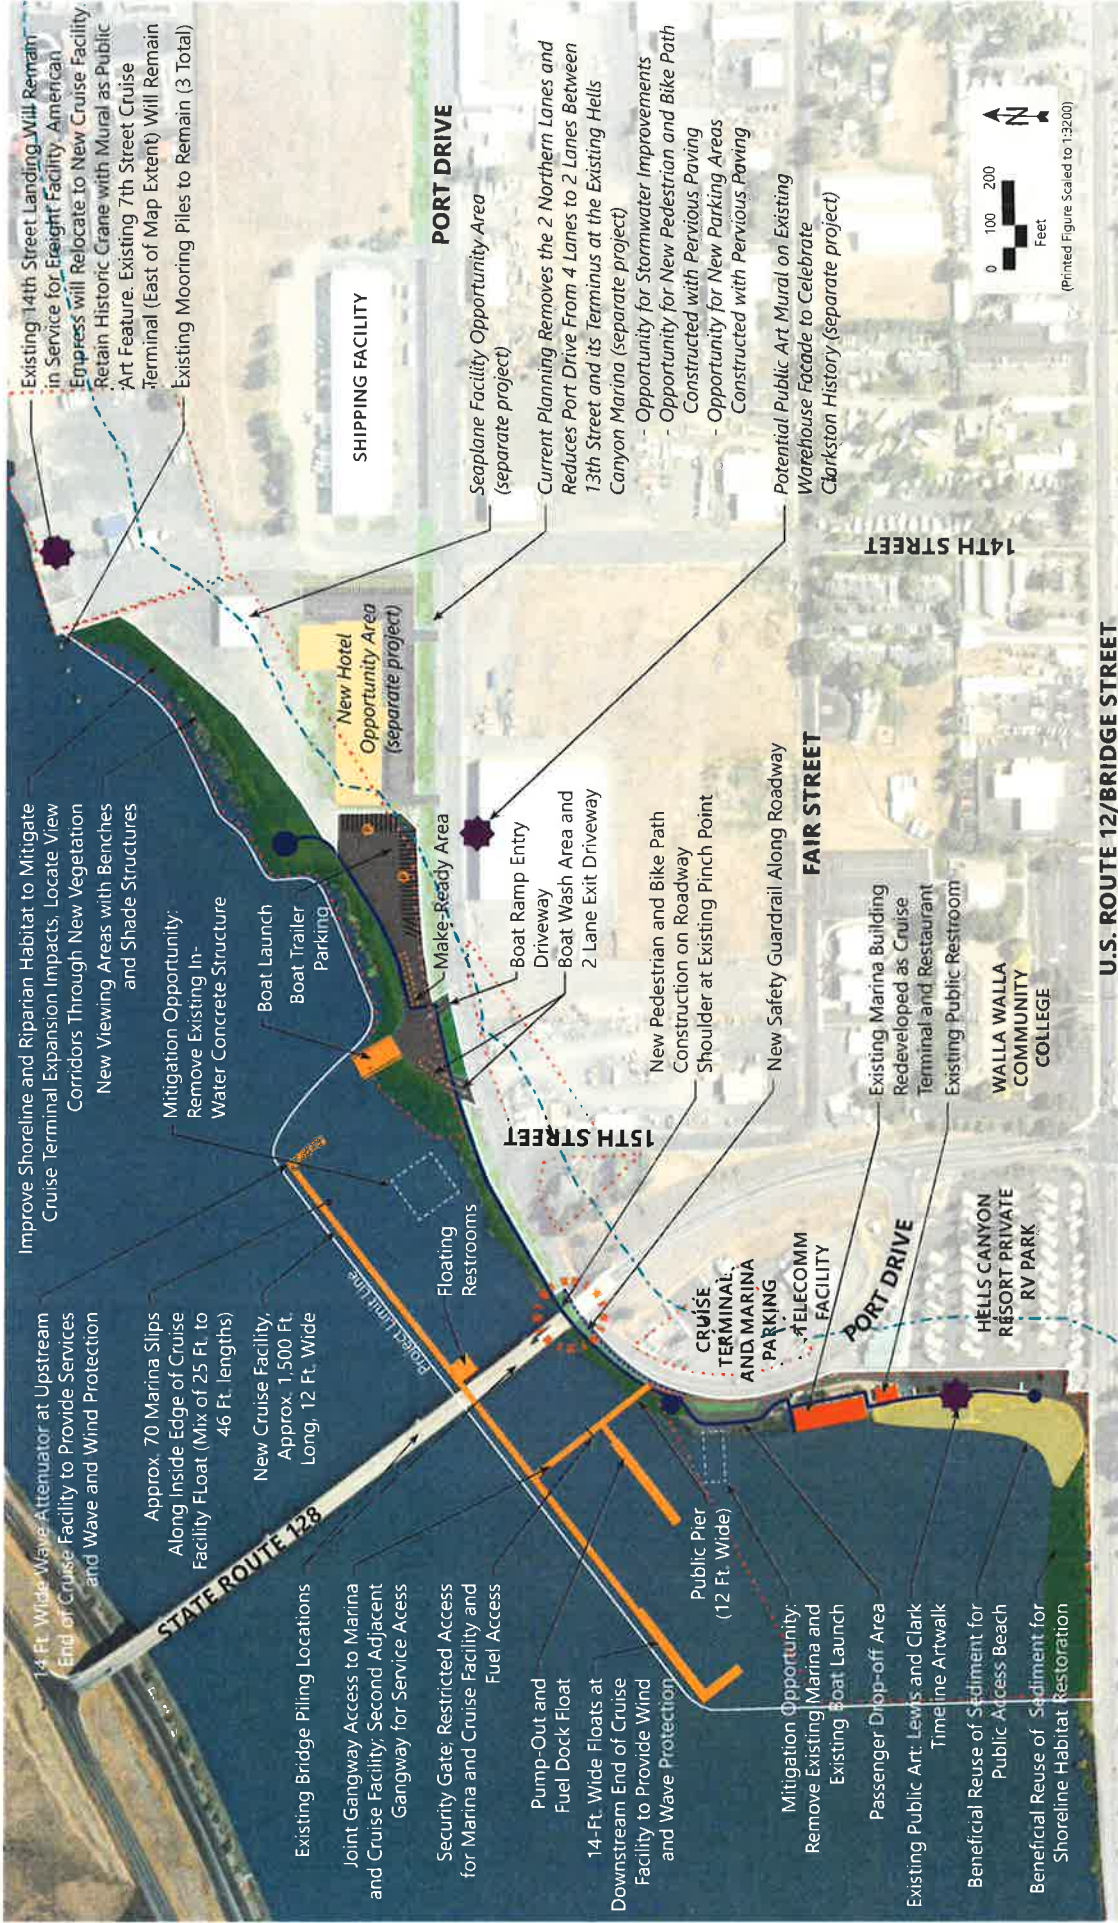 14 Ft. Wide Wave Attenuator at Upstream
End of Cruise Facility to Provide Services
and Wave and Wind Protection
Approx. 70 Marina Slips
Along Inside Edge of Cruise
Facility FLoat (Mix of 25 Ft. to
46 Ft. lengths)
New Cruise Facility,
Approx. 1,500 Ft.
Long, 12 Ft. Wide
STATE ROUTE 128
Existing Bridge Piling Locations
Joint Gangway Access to Marina
and Cruise Facility; Second Adjacent
Gangway for Service Acess
Security Gate; Restricted Access
for Marina and Cruise Facility and
Fuel Access
Pump-Out and
Fuel Dock Float
14-Ft. Wide Floats at
Downstream End of Cruise
Facility to Provide Wind
and Wave Protection
Public Pier
(12 Ft. Wide)
Mitigation Opportunity:
Remove Existing Marina and
Existing Boat Launch
Passenger Drop-off Area
Existing Public Art: Lewis and Clark
Timeline Artwalk
Beneficial Reuse of Sediment for
Public Access Beach
Beneficial Reuse of Sediment for
Shoreline Habitat Restoration
Improve Shoreline and Riparian Habitat to Mitigate
Cruise Terminal Expansion Impacts, Locate View
Corridors Through New Vegetation
New Viewing Areas with Benches
and Shade Structures
Mitigation Opportunity:
Remove Existing In-
Water Concrete Structure
Boat Launch
Boat Trailer
Parking
Project Limit Line
Floating
Restrooms
Make-Ready Area
Boat Ramp Entry
Driveway
Boat Wash Area and
2 Lane Exit Driveway
15TH STREET
New Pedestrian and Bike Path
Construction on Roadway
Shoulder at Existing Pinch Point
New Safety Guardrail Along Roadway
CRUISE
TERMINAL
AND MARINA
PARKING
TELECOMM
FACILITY
PORT DRIVE
FAIR STREET
Existing Marina Building
Redeveloped as Cruise
Terminal and Restaurant
Existing Public Restroom
HELLS CANYON
RESORT PRIVATE
RV PARK
WALLA WALLA
COMMUNITY
COLLEGE
U.S. ROUTE 12/BRIDGE STREET
Existing 14th Street Landing Will Remain
in Service for Freight Facility. American
Empress will Relocate to New Cruise Facility.
Retain Historic Crane with Mural as Public
Art Feature. Existing 7th Street Cruise
Terminal (East of Map Extent) Will Remain
Existing Mooring Piles to Remain (3 Total)
SHIPPING FACILITY
New Hotel
Opportunity Area
(separate project)
PORT DRIVE
Seaplane Facility Opportunity Area
(separate project)
Current Planning Removes the 2 Northern Lanes and
Reduces Port Drive From 4 Lanes to 2 Lanes Between
13th Street and its Terminus at the Existing Hells
Canyon Marina (separate project)
- Opportunity for Stormwater Improvements
- Opportunity for New Pedestrian and Bike Path
Constructed with Pervious Paving
- Opportunity for New Parking Areas
Constructed with Pervious Paving
Potential Public Art Mural on Existing
Warehouse Facade to Celebrate
Clarkston History (separate project)
14TH STREET
N
0 100 200
Feet
(Printed Figure Scaled to 1:3200)